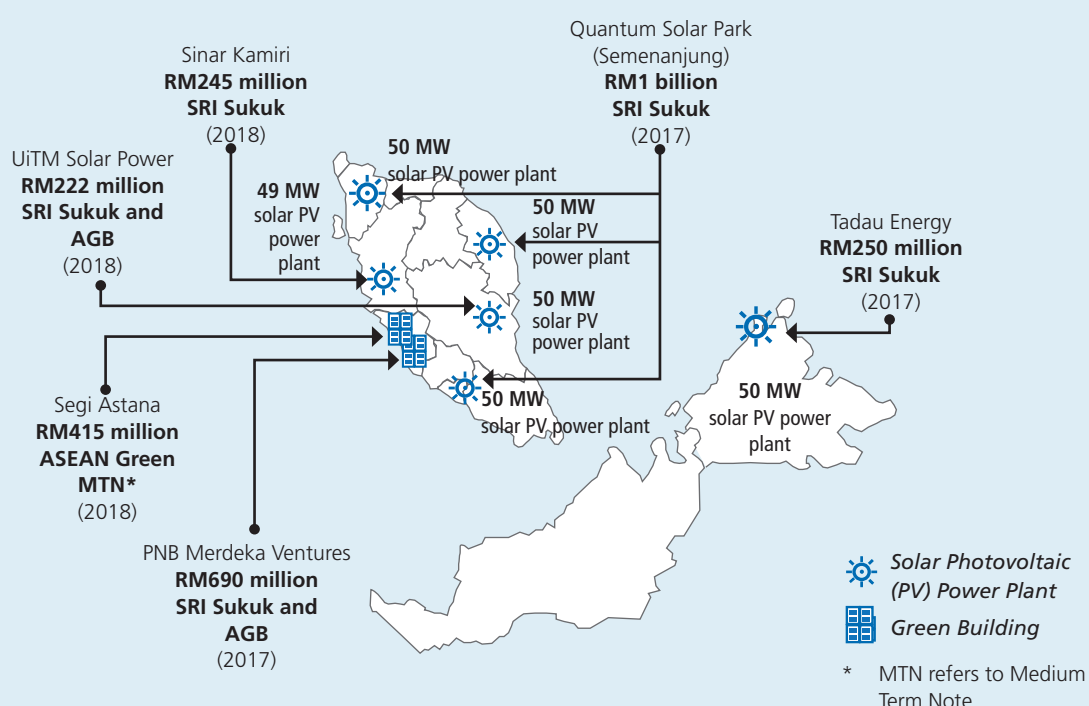 Quantum Solar Park
(Semenanjung)
RM1 billion
SRI Sukuk
(2017)
Sinar Kamiri
RM245 million
SRI Sukuk
(2018)
UiTM Solar Power
RM222 million
SRI Sukuk and
AGB
(2018)
50 MW
solar PV power plant
49 MW
solar PV
power
plant
50 MW
solar PV
power plant
Tadau Energy
RM250 million
SRI Sukuk
(2017)
50 MW
solar PV
power plant
50 MW
solar PV power plant
50 MW
solar PV power
plant
Segi Astana
RM415 million
ASEAN Green
MTN*
(2018)
PNB Merdeka Ventures
RM690 million
SRI Sukuk and
AGB
(2017)
Solar Photovoltaic
(PV) Power Plant
Green Building
* MTN refers to Medium
Term Note